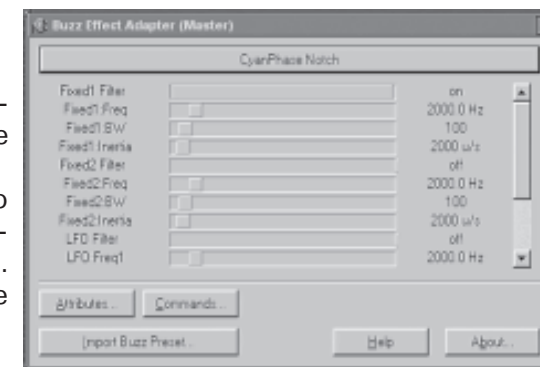 Buzz Effect Adapter (Master)
CyanPhase Notch
Fixed1 Filter on
Fixed1:Freq 2000.0 Hz
Fixed1:BW 100
Fixed1:Inertia 2000 ω/s
Fixed2 Filter off
Fixed2:Freq 2000.0 Hz
Fixed2:BW 100
Fixed2:Inertia 2000 ω/s
LFO Filter off
LFO Freq1 2000.0 Hz
Attributes... Commands...
Import Buzz Preset... Help About...